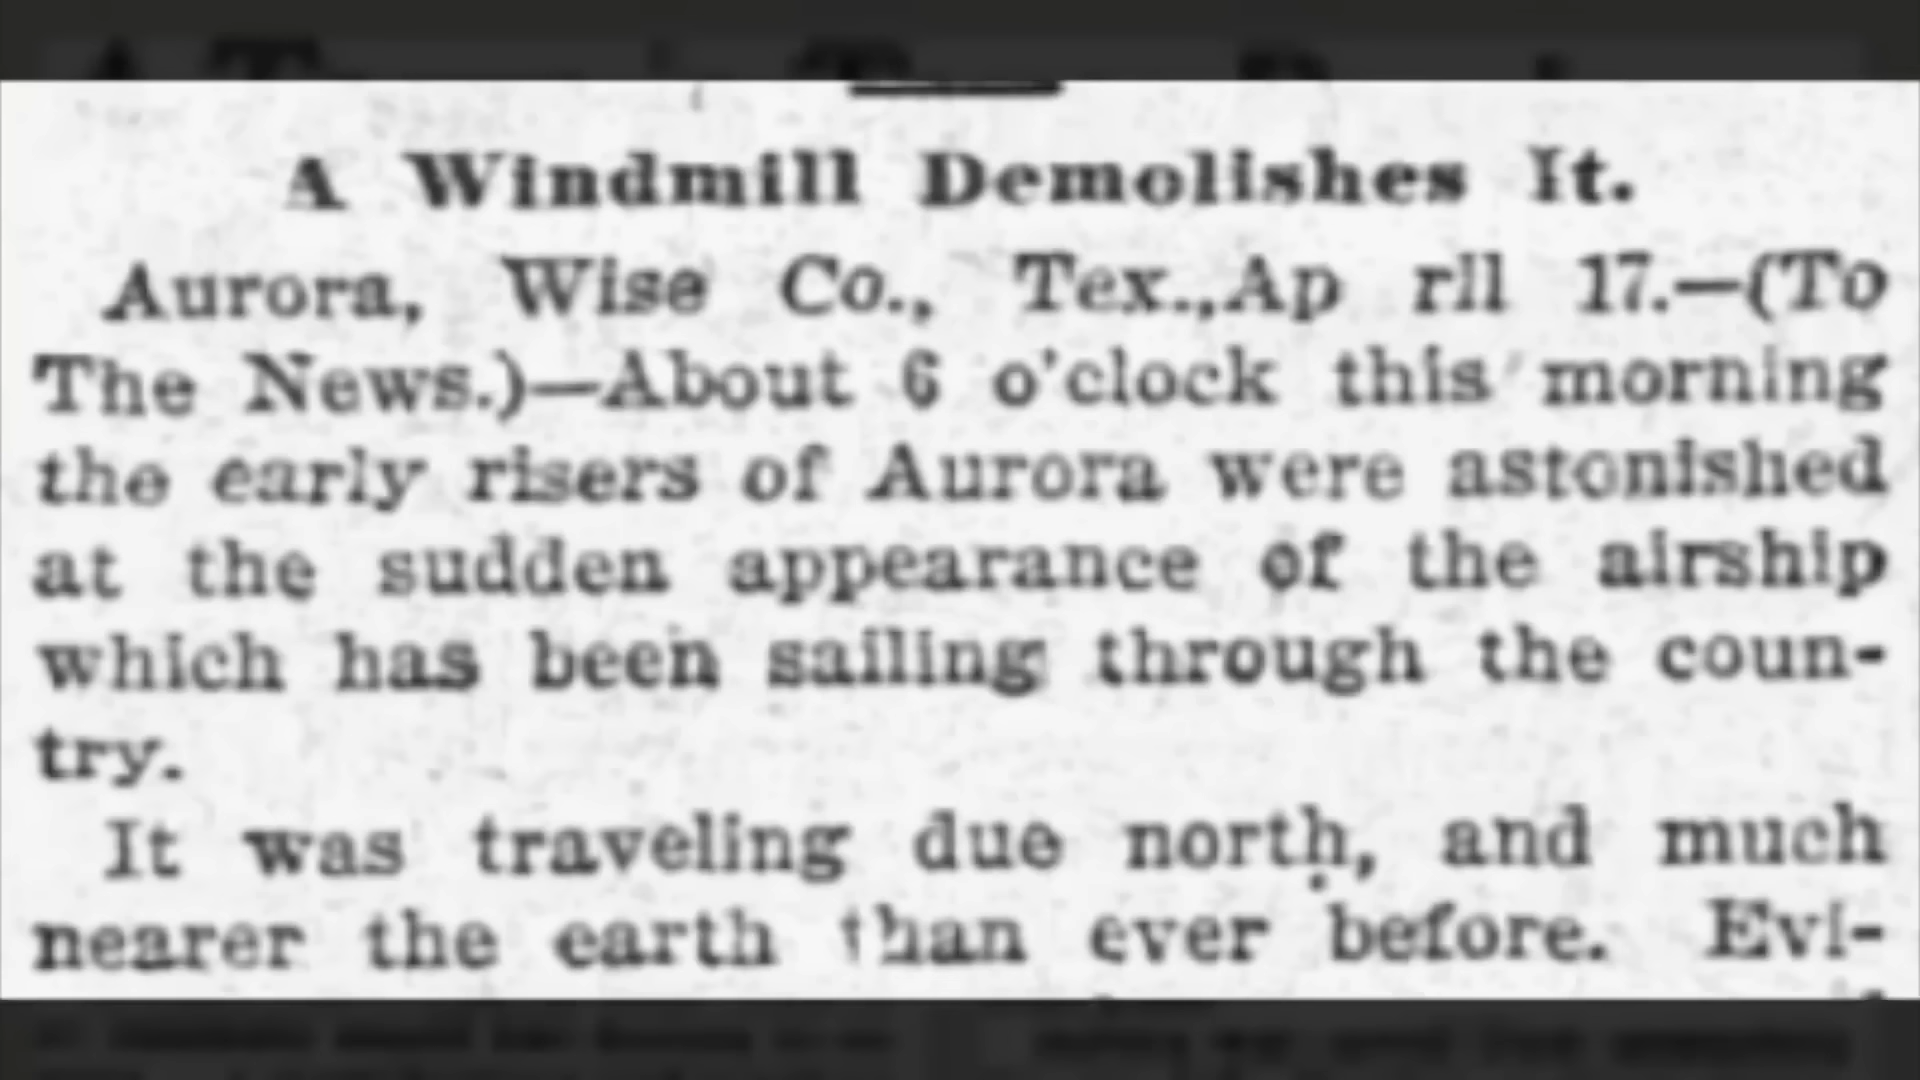 A Windmill Demolishes It.
Aurora, Wise Co., Tex.,Ap ril 17.—(To
The News.)—About 6 o'clock this morning
the early risers of Aurora were astonished
at the sudden appearance of the airship
which has been sailing through the coun-
try.
It was traveling due north, and much
nearer the earth than ever before. Evi-